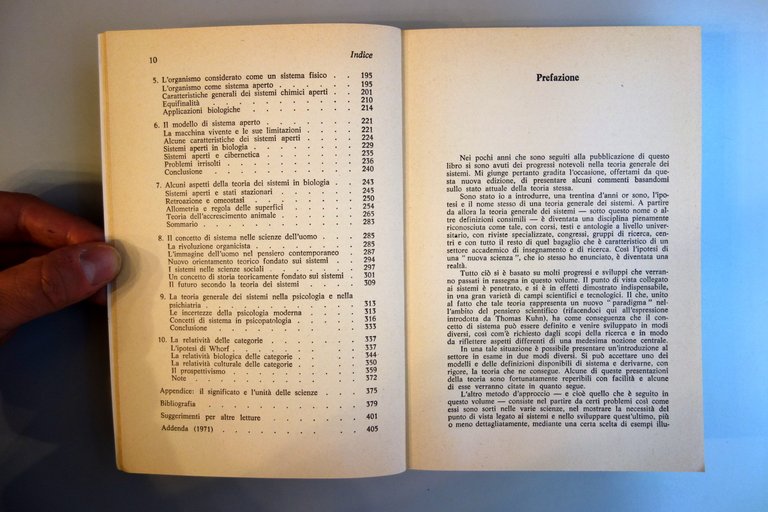 10 Indice
5. L'organismo considerato come un sistema fisico . . 195
L'organismo come sistema aperto . . . . . 195
Caratteristiche generali dei sistemi chimici aperti . . 201
Equifinalità . . . . . . . . . . 210
Applicazioni biologiche . . . . . . . . 214
6. Il modello di sistema aperto . . . . . . 221
La macchina vivente e le sue limitazioni . . . . 221
Alcune caratteristiche dei sistemi aperti . . . . 224
Sistemi aperti in biologia . . . . . . . 229
Sistemi aperti e cibernetica . . . . . . 235
Problemi irrisolti . . . . . . . . . 236
Conclusione . . . . . . . . . . 240
7. Alcuni aspetti della teoria dei sistemi in biologia . . 243
Sistemi aperti e stati stazionari . . . . . 245
Retroazione e omeostasi . . . . . . . 250
Allometria e regola delle superfici . . . . . 254
Teoria dell'accrescimento animale . . . . . 265
Sommario . . . . . . . . . . 283
8. Il concetto di sistema nelle scienze dell'uomo . . . 285
La rivoluzione organicista . . . . . . . 285
L'immagine dell'uomo nel pensiero contemporaneo . . 287
Nuovo orientamento teorico fondato sui sistemi . . 294
I sistemi nelle scienze sociali . . . . . . 297
Un concetto di storia teoricamente fondato sui sistemi . 301
Il futuro secondo la teoria dei sistemi . . . . 309
9. La teoria generale dei sistemi nella psicologia e nella
psichiatria . . . . . . . . . . 313
Le incertezze della psicologia moderna . . . . 313
Concetti di sistema in psicopatologia . . . . 316
Conclusione . . . . . . . . . . 333
10. La relatività delle categorie . . . . . . 337
L'ipotesi di Whorf . . . . . . . . 337
La relatività biologica delle categorie . . . . 344
La relatività culturale delle categorie . . . . 350
Il prospettivismo . . . . . . . . . 359
Note . . . . . . . . . . . . 372
Appendice: il significato e l'unità delle scienze . . . 375
Bibliografia . . . . . . . . . . 379
Suggerimenti per altre letture . . . . . . 401
Addenda (1971) . . . . . . . . . 405
Prefazione
Nei pochi anni che sono seguiti alla pubblicazione di questo
libro si sono avuti dei progressi notevoli nella teoria generale dei
sistemi. Mi giunge pertanto gradita l'occasione, offertami da que-
sta nuova edizione, di presentare alcuni commenti basandomi
sullo stato attuale della teoria stessa.
Sono stato io a introdurre, una trentina d'anni or sono, l'ipo-
tesi e il nome stesso di una teoria generale dei sistemi. A partire
da allora la teoria generale dei sistemi — sotto questo nome o al-
tre definizioni consimili — è diventata una disciplina pienamente
riconosciuta come tale, con corsi, testi e antologie a livello univer-
sitario, con riviste specializzate, congressi, gruppi di ricerca, cen-
tri e con tutto il resto di quel bagaglio che è caratteristico di un
settore accademico di insegnamento e di ricerca. Così l'ipotesi di
una " nuova scienza ", che io stesso ho enunciato, è diventata una
realtà.
Tutto ciò si è basato su molti progressi e sviluppi che verran-
no passati in rassegna in questo volume. Il punto di vista collegato
ai sistemi è penetrato, e si è in effetti dimostrato indispensabile,
in una gran varietà di campi scientifici e tecnologici. Il che, unito
al fatto che tale teoria rappresenta un nuovo " paradigma " nel-
l'ambito del pensiero scientifico (rifacendoci qui all'espressione
introdotta da Thomas Kuhn), ha come conseguenza che il con-
cetto di sistema può essere definito e venire sviluppato in modi
diversi, così com'è richiesto dagli scopi della ricerca e in modo
da riflettere aspetti differenti di una medesima nozione centrale.
In una tale situazione è possibile presentare un'introduzione al
settore in esame in due modi diversi. Si può accettare uno dei
modelli e delle definizioni disponibili di sistema e derivarne, con
rigore, la teoria che ne consegue. Alcune di queste presentazioni
della teoria sono fortunatamente reperibili con facilità e alcune
di esse verranno citate in quanto segue.
L'altro metodo d'approccio — e cioè quello che è seguito in
questo volume — consiste nel partire da certi problemi così come
essi sono sorti nelle varie scienze, nel mostrare la necessità del
punto di vista legato ai sistemi e nello sviluppare quest'ultimo, più
o meno dettagliatamente, mediante una certa scelta di esempi illu-